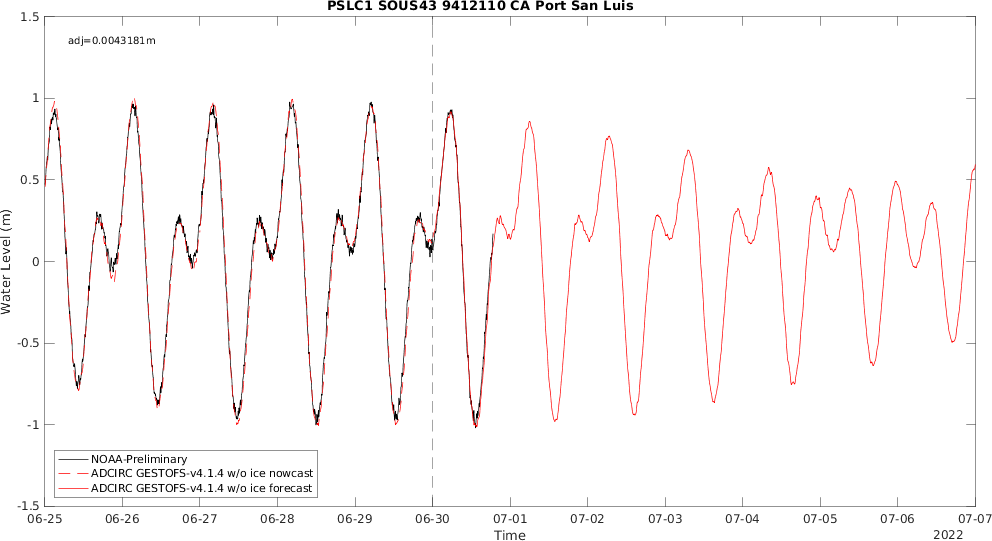 PSLC1 SOUS43 9412110 CA Port San Luis
adj=0.0043181m
1.5
1
0.5
0
-0.5
-1
-1.5
Water Level (m)
NOAA-Preliminary
ADCIRC GESTOFS-v4.1.4 w/o ice nowcast
ADCIRC GESTOFS-v4.1.4 w/o ice forecast
06-25 06-26 06-27 06-28 06-29 06-30 07-01 07-02 07-03 07-04 07-05 07-06 07-07
Time
2022